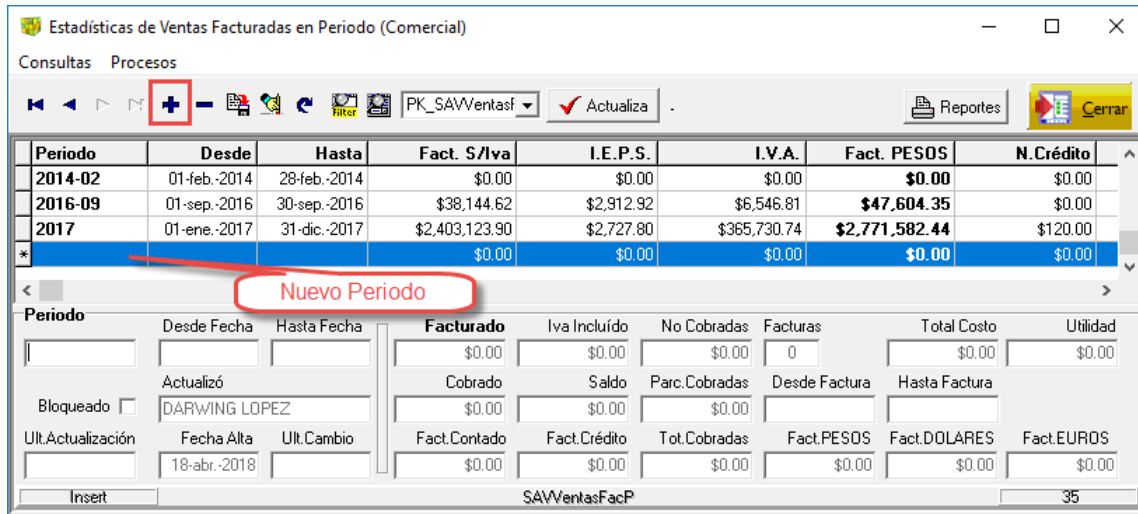 Estadísticas de Ventas Facturadas en Periodo (Comercial)
Consultas Procesos
Filter PK_SAVVentasf Actualiza . Reportes Cerrar
Periodo Desde Hasta Fact. S/Iva I.E.P.S. I.V.A. Fact. PESOS N.Crédito
2014-02 01-feb.-2014 28-feb.-2014 $0.00 $0.00 $0.00 $0.00 $0.00
2016-09 01-sep.-2016 30-sep.-2016 $38,144.62 $2,912.92 $6,546.81 $47,604.35 $0.00
2017 01-ene.-2017 31-dic.-2017 $2,403,123.90 $2,727.80 $365,730.74 $2,771,582.44 $120.00
* $0.00 $0.00 $0.00 $0.00 $0.00
Nuevo Periodo
Periodo Desde Fecha Hasta Fecha Facturado Iva Incluído No Cobradas Facturas Total Costo Utilidad
$0.00 $0.00 $0.00 0 $0.00 $0.00
Actualizó Cobrado Saldo Parc.Cobradas Desde Factura Hasta Factura
Bloqueado DARWING LOPEZ $0.00 $0.00 $0.00
Ult.Actualización Fecha Alta Ult.Cambio Fact.Contado Fact.Crédito Tot.Cobradas Fact.PESOS Fact.DOLARES Fact.EUROS
18-abr.-2018 $0.00 $0.00 $0.00 $0.00 $0.00 $0.00
Insert SAVVentasFacP 35